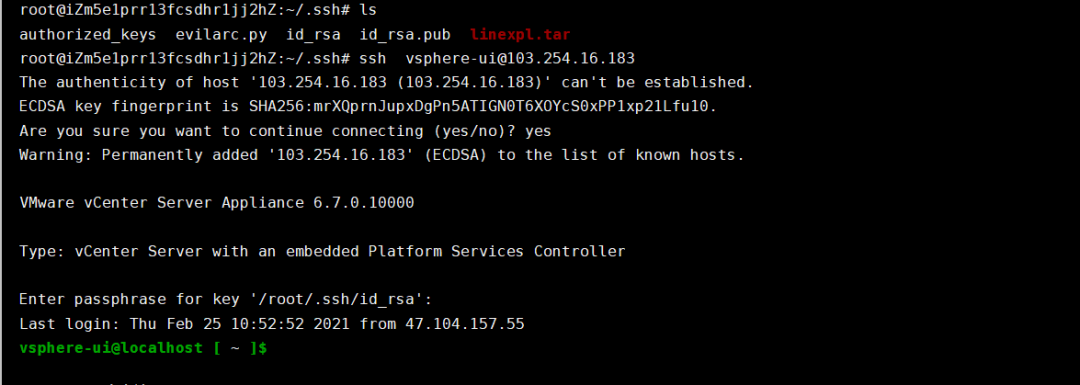 root@iZm5e1prr13fcsdhr1jj2hZ:~/.ssh# ls
authorized_keys evilarc.py id_rsa id_rsa.pub linexpl.tar
root@iZm5e1prr13fcsdhr1jj2hZ:~/.ssh# ssh vsphere-ui@103.254.16.183
The authenticity of host '103.254.16.183 (103.254.16.183)' can't be established.
ECDSA key fingerprint is SHA256:mrXQprnJupxDgPn5ATIGN0T6XOYcS0xPP1xp21Lfu10.
Are you sure you want to continue connecting (yes/no)? yes
Warning: Permanently added '103.254.16.183' (ECDSA) to the list of known hosts.
VMware vCenter Server Appliance 6.7.0.10000
Type: vCenter Server with an embedded Platform Services Controller
Enter passphrase for key '/root/.ssh/id_rsa':
Last login: Thu Feb 25 10:52:52 2021 from 47.104.157.55
vsphere-ui@localhost [ ~ ]$